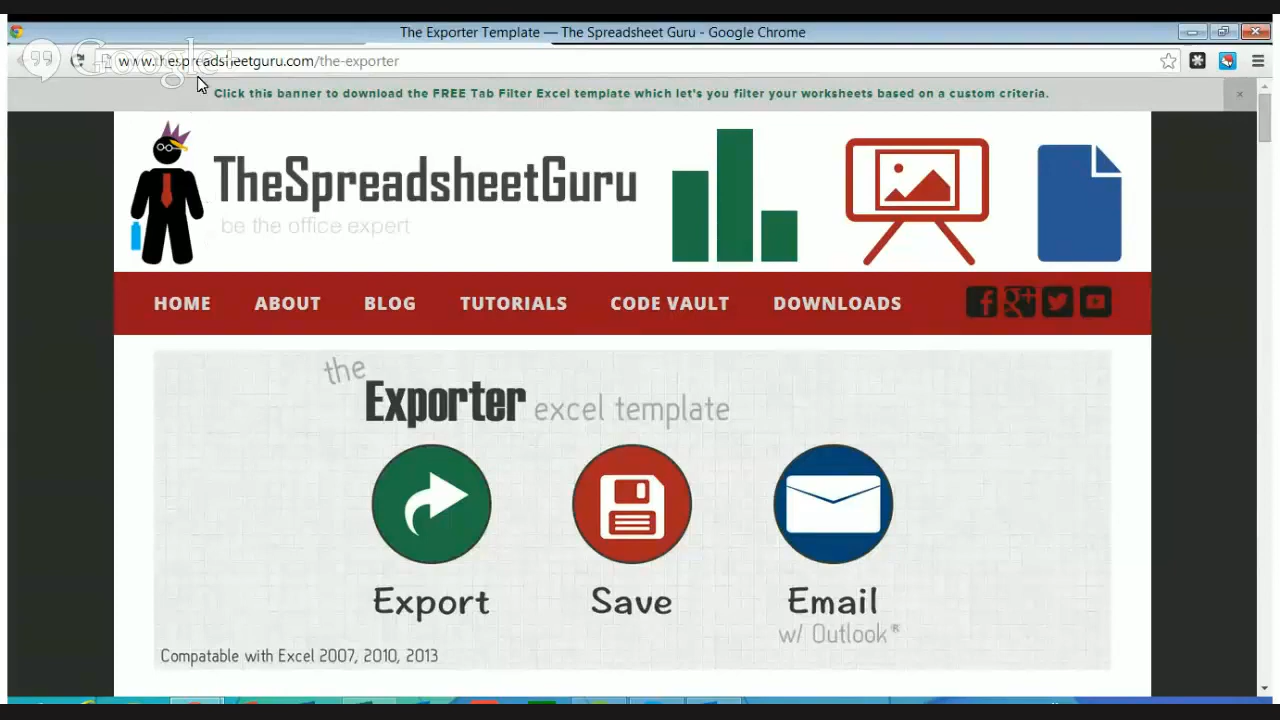 The Exporter Template — The Spreadsheet Guru - Google Chrome
Google+
www.thespreadsheetguru.com/the-exporter
Click this banner to download the FREE Tab Filter Excel template which let's you filter your worksheets based on a custom criteria.
TheSpreadsheetGuru
be the office expert
HOME ABOUT BLOG TUTORIALS CODE VAULT DOWNLOADS
the
Exporter excel template
Export Save Email
w/ Outlook®
Compatable with Excel 2007, 2010, 2013